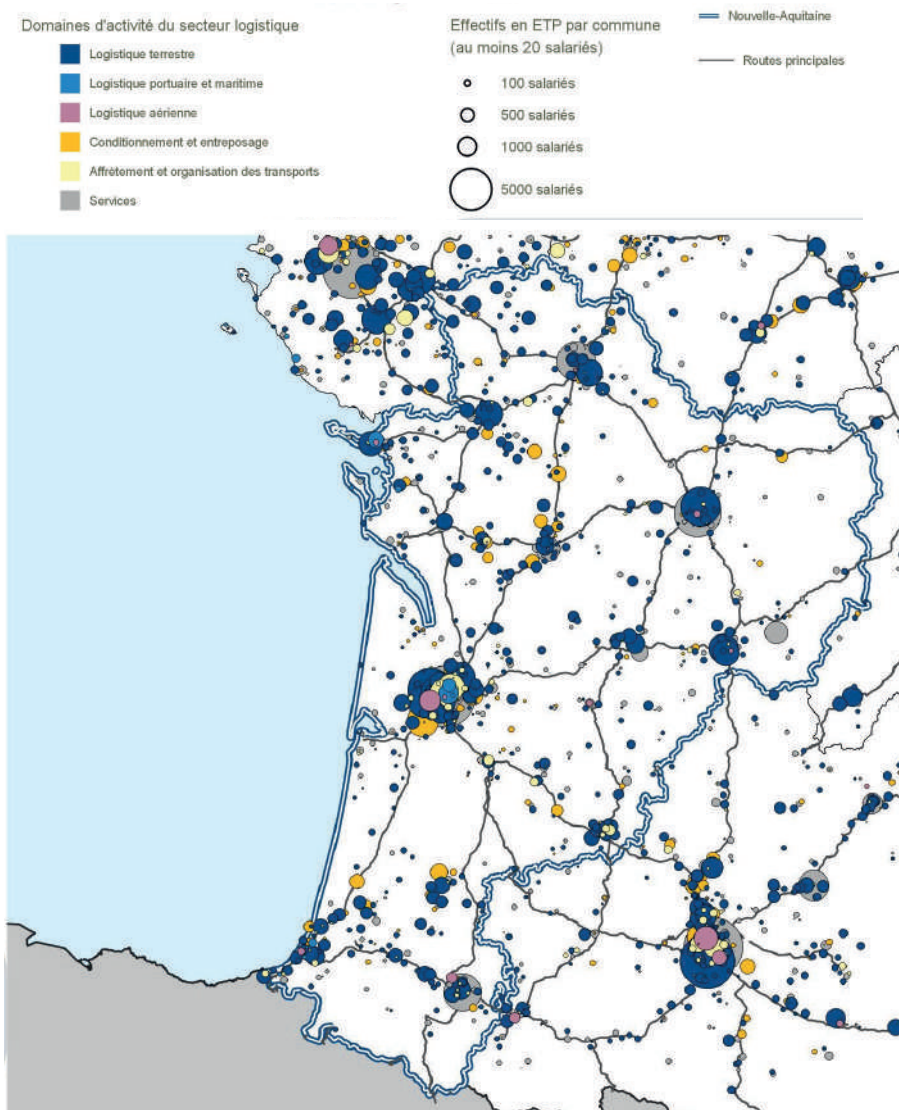 Domaines d'activité du secteur logistique
Logistique terrestre
Logistique portuaire et maritime
Logistique aérienne
Conditionnement et entreposage
Affrètement et organisation des transports
Services
Effectifs en ETP par commune
(au moins 20 salariés)
100 salariés
500 salariés
1000 salariés
5000 salariés
Nouvelle-Aquitaine
Routes principales